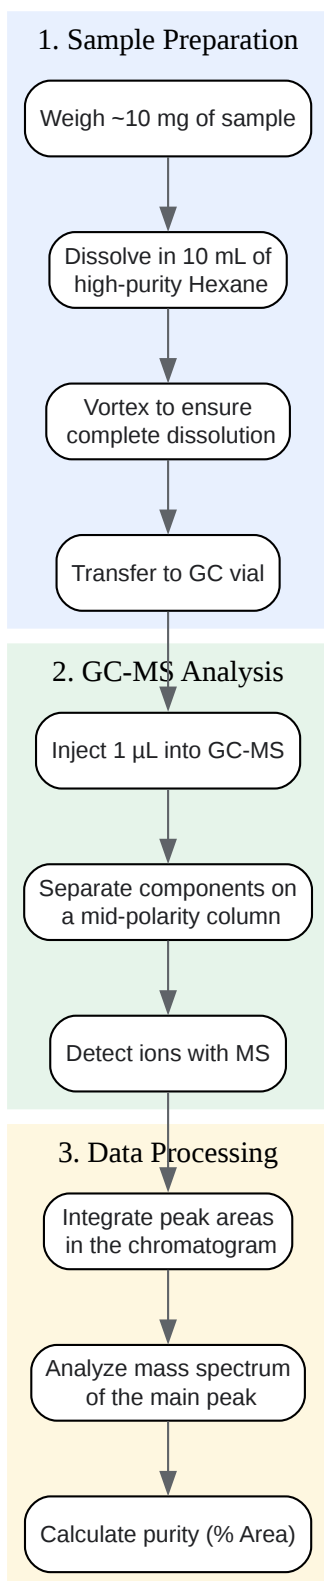 1. Sample Preparation
Weigh ~10 mg of sample
Dissolve in 10 mL of
high-purity Hexane
Vortex to ensure
complete dissolution
Transfer to GC vial
2. GC-MS Analysis
Inject 1 µL into GC-MS
Separate components on
a mid-polarity column
Detect ions with MS
3. Data Processing
Integrate peak areas
in the chromatogram
Analyze mass spectrum
of the main peak
Calculate purity (% Area)